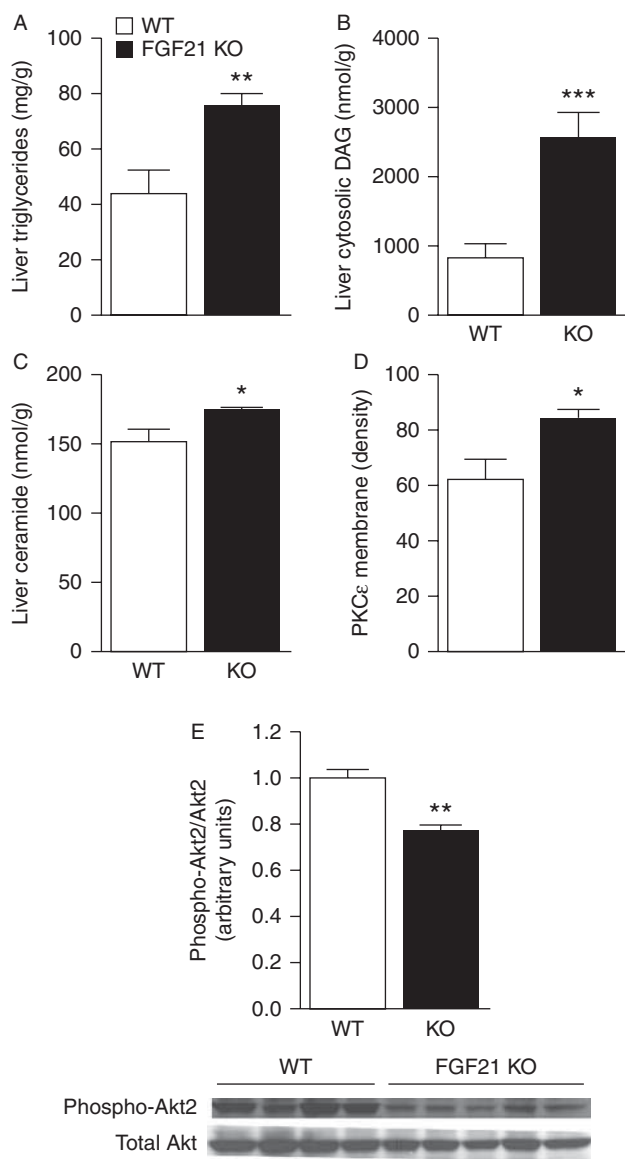 A
WT
FGF21 KO
Liver triglycerides (mg/g)
100
80
60
40
20
0
**
B
Liver cytosolic DAG (nmol/g)
4000
3000
2000
1000
0
***
WT KO
C
Liver ceramide (nmol/g)
200
150
100
50
0
*
WT KO
D
PKCε membrane (density)
100
80
60
40
20
0
*
E
Phospho-Akt2/Akt2
(arbitrary units)
1.2
1.0
0.8
0.6
0.4
0.2
0.0
**
WT KO
WT FGF21 KO
Phospho-Akt2
Total Akt